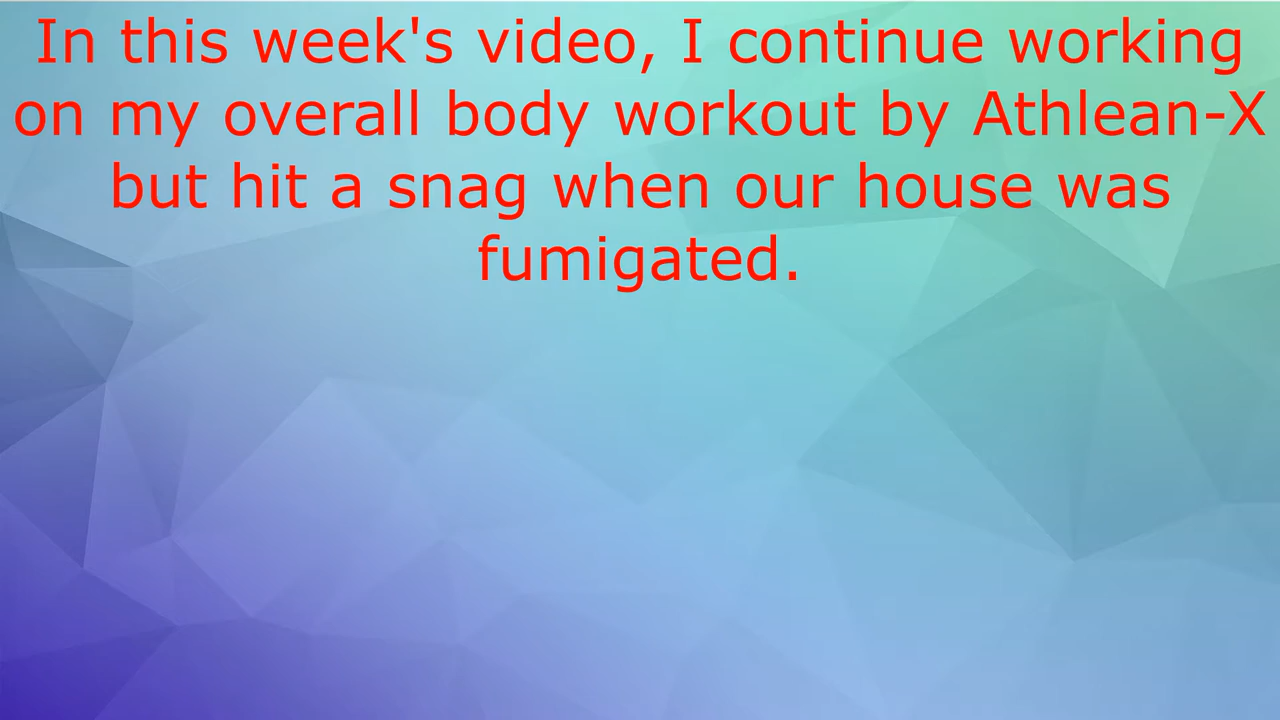 In this week's video, I continue working
on my overall body workout by Athlean-X
but hit a snag when our house was
fumigated.